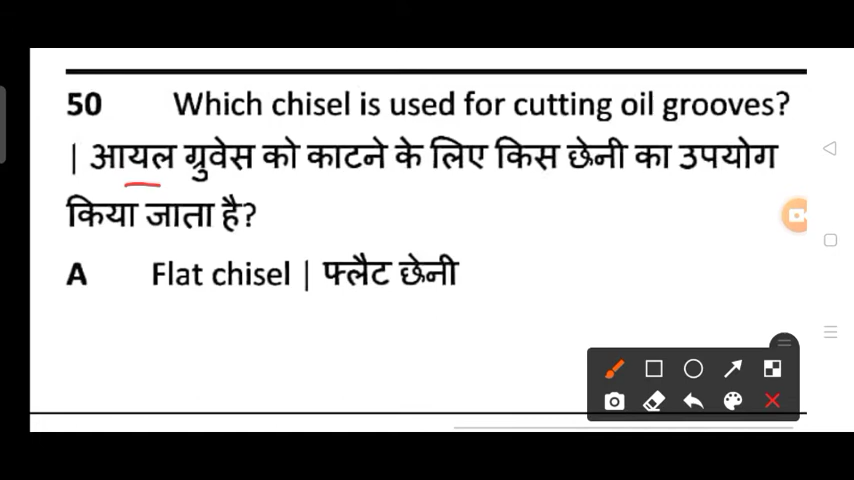 50 Which chisel is used for cutting oil grooves?
| आयल ग्रुवेस को काटने के लिए किस छेनी का उपयोग
किया जाता है?
A Flat chisel | फ्लैट छेनी